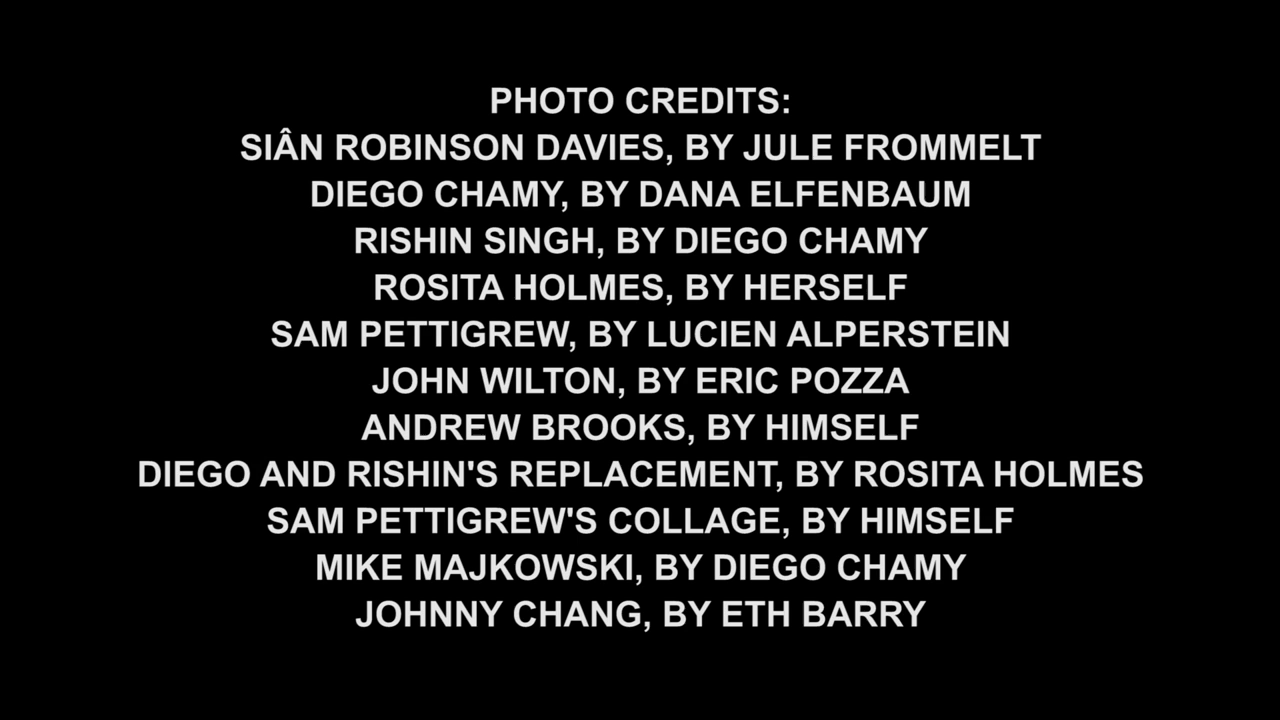 PHOTO CREDITS:
SIÂN ROBINSON DAVIES, BY JULE FROMMELT
DIEGO CHAMY, BY DANA ELFENBAUM
RISHIN SINGH, BY DIEGO CHAMY
ROSITA HOLMES, BY HERSELF
SAM PETTIGREW, BY LUCIEN ALPERSTEIN
JOHN WILTON, BY ERIC POZZA
ANDREW BROOKS, BY HIMSELF
DIEGO AND RISHIN'S REPLACEMENT, BY ROSITA HOLMES
SAM PETTIGREW'S COLLAGE, BY HIMSELF
MIKE MAJKOWSKI, BY DIEGO CHAMY
JOHNNY CHANG, BY ETH BARRY